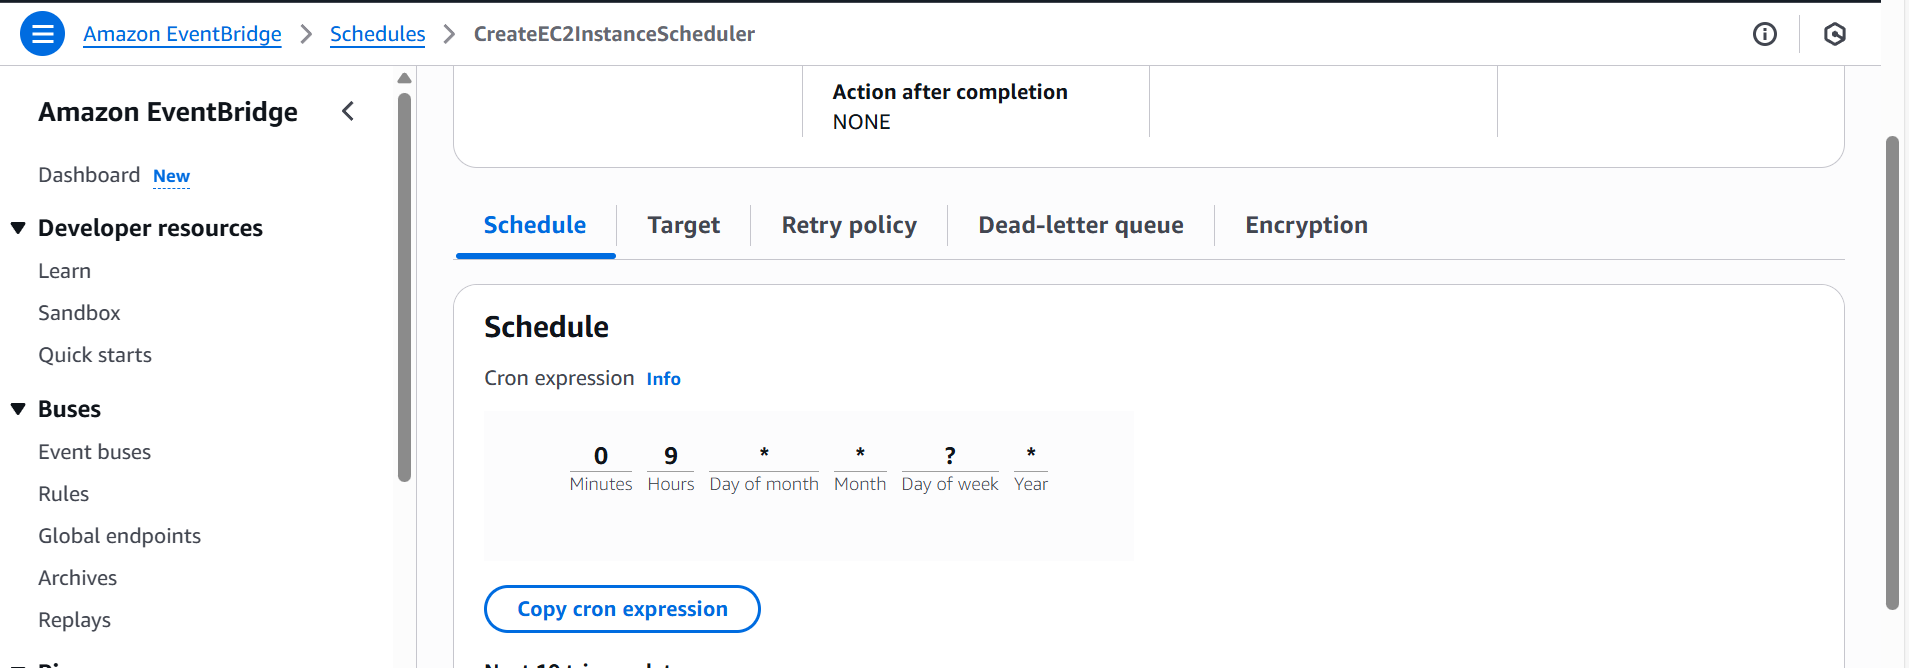 Amazon EventBridge > Schedules > CreateEC2InstanceScheduler
Amazon EventBridge
Dashboard New
Developer resources
Learn
Sandbox
Quick starts
Buses
Event buses
Rules
Global endpoints
Archives
Replays
Action after completion
NONE
Schedule Target Retry policy Dead-letter queue Encryption
Schedule
Cron expression Info
0 9 * * ? *
Minutes Hours Day of month Month Day of week Year
Copy cron expression